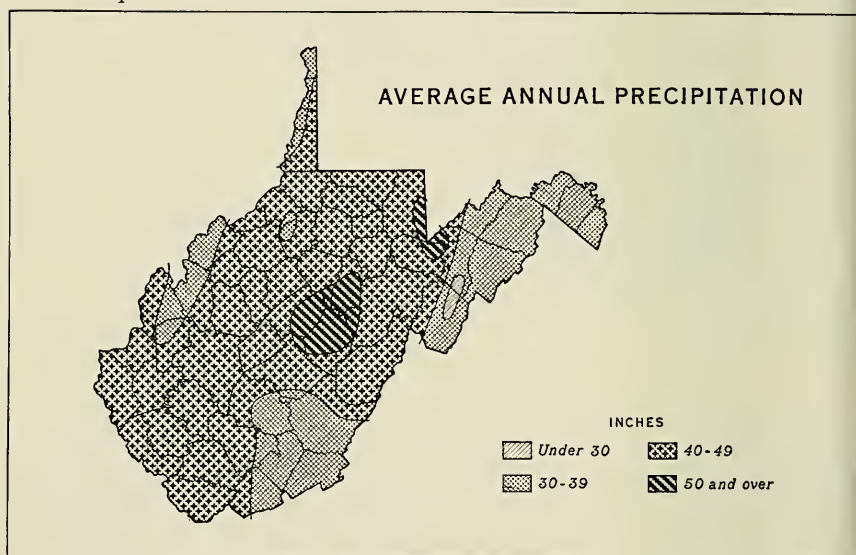 AVERAGE ANNUAL PRECIPITATION
INCHES
Under 30
40-49
30-39
50 and over